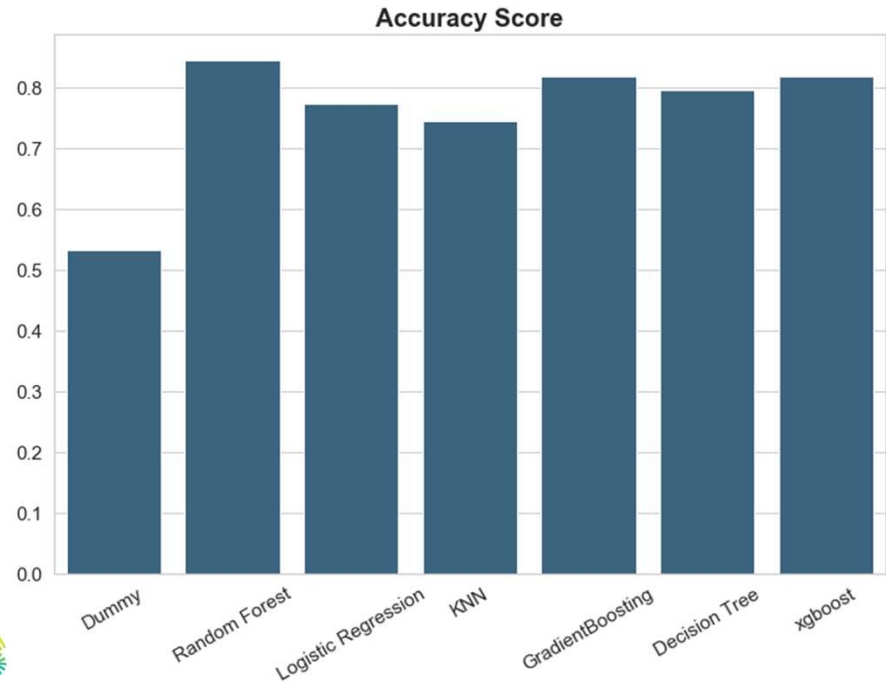 Accuracy Score
0.8
0.7
0.6
0.5
0.4
0.3
0.2
0.1
0.0
Dummy
Random Forest
Logistic Regression
KNN
GradientBoosting
Decision Tree
xgboost